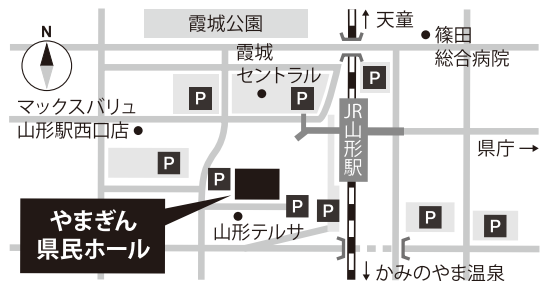 霞城公園
↑ 天童
N
霞城
セントラル
篠田
総合病院
P
P
P
マックスバリュ
山形駅西口店
JR山形駅
県庁→
P
P
やまぎん
県民ホール
P
P
山形テルサ
P
P
↓かみのやま温泉